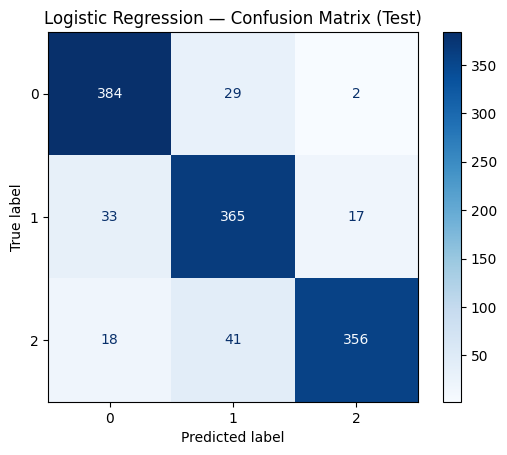 Logistic Regression — Confusion Matrix (Test)
0 384 29 2
1 33 365 17
2 18 41 356
0 1 2
True label
Predicted label
350
300
250
200
150
100
50